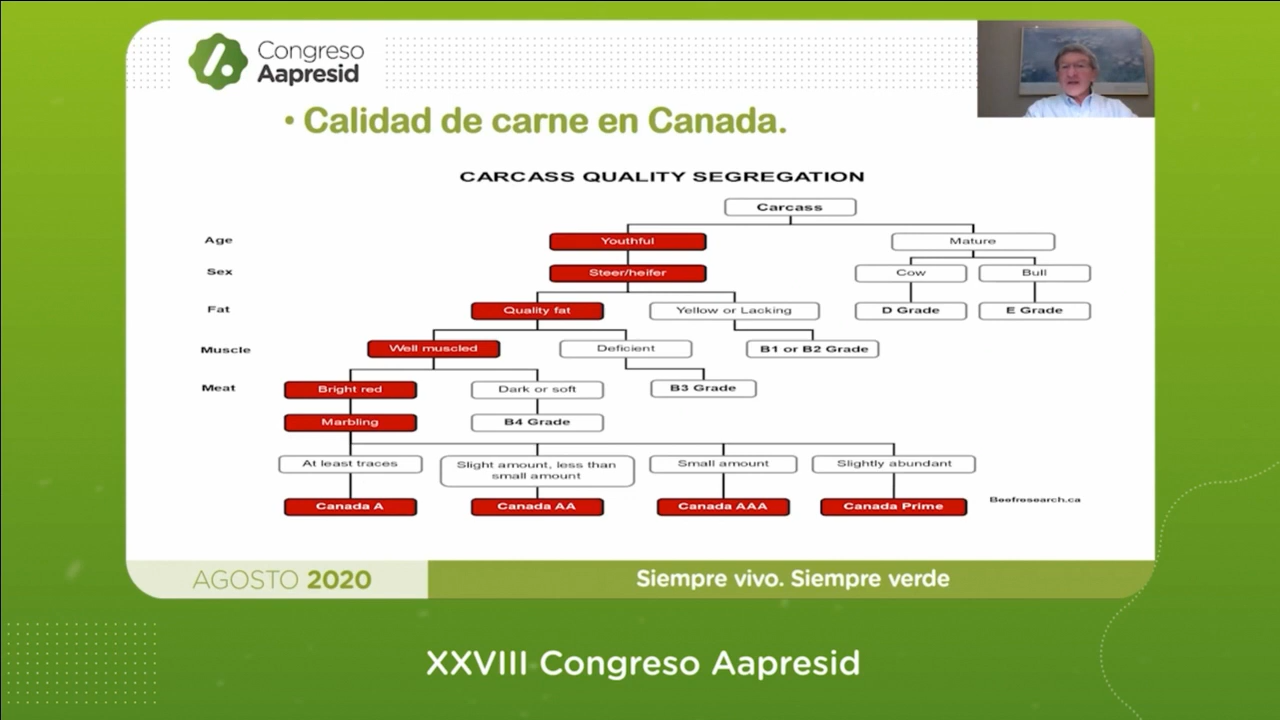 Congreso
Aapresid
• Calidad de carne en Canada.
CARCASS QUALITY SEGREGATION
Carcass
Age
Youthful
Mature
Sex
Steer/heifer
Cow
Bull
Fat
Quality fat
Yellow or Lacking
D Grade
E Grade
Muscle
Well muscled
Deficient
B1 or B2 Grade
Meat
Bright red
Dark or soft
B3 Grade
Marbling
B4 Grade
At least traces
Slight amount, less than
small amount
Small amount
Slightly abundant
Canada A
Canada AA
Canada AAA
Canada Prime
Beefresearch.ca
AGOSTO 2020
Siempre vivo. Siempre verde
XXVIII Congreso Aapresid